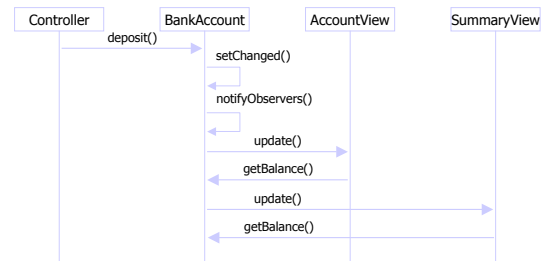 Controller BankAccount AccountView SummaryView
deposit()
setChanged()
notifyObservers()
update()
getBalance()
update()
getBalance()